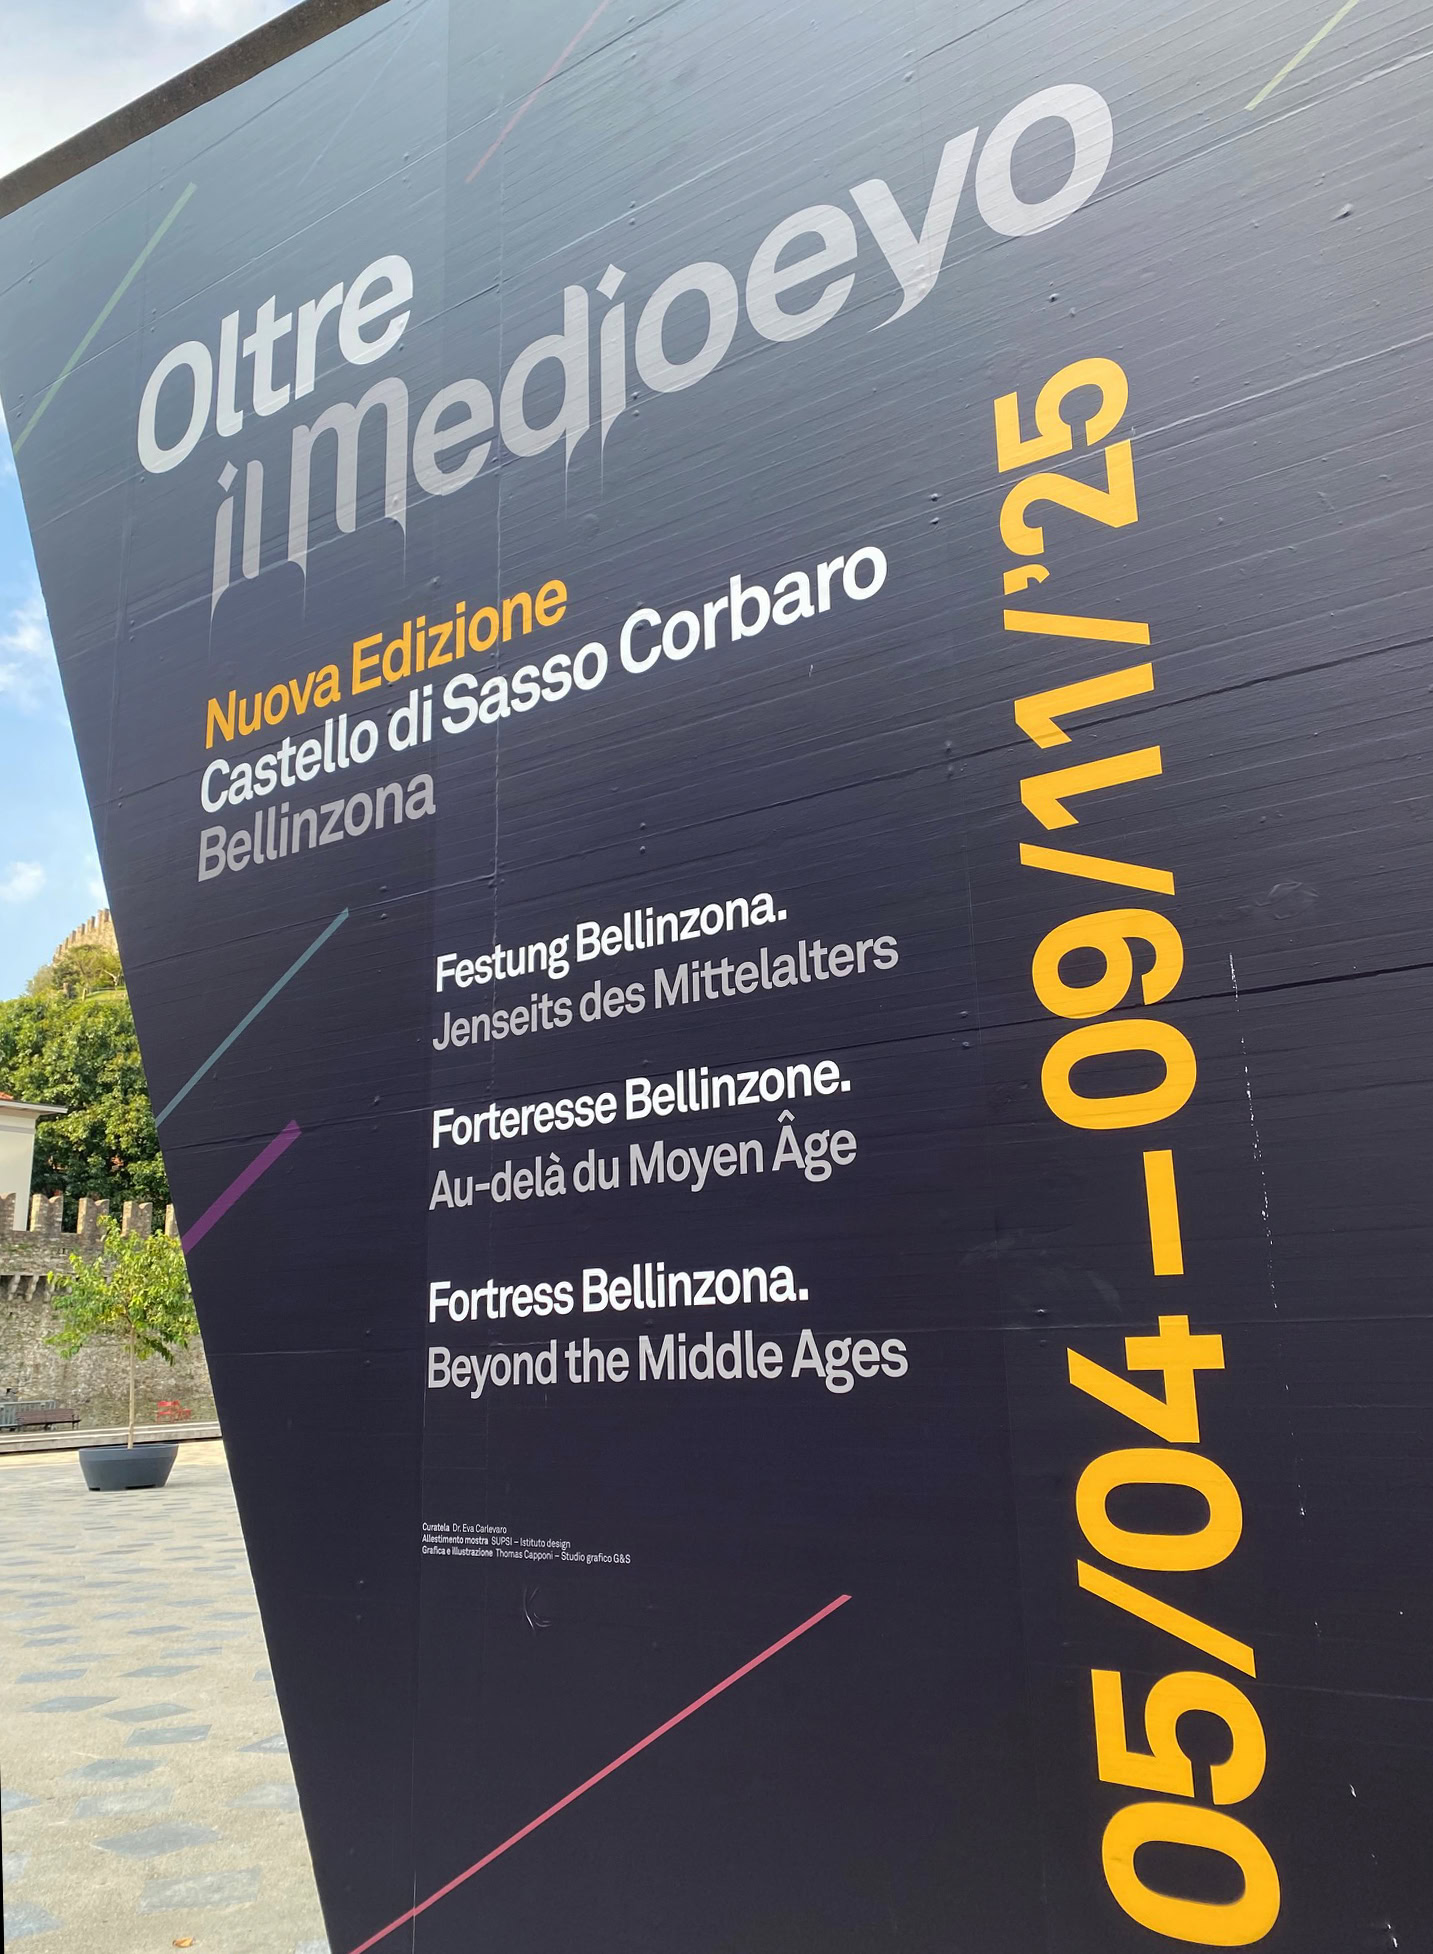 Oltre
il Medioevo
Nuova Edizione
Castello di Sasso Corbaro
Bellinzona
Festung Bellinzona.
Jenseits des Mittelalters
Forteresse Bellinzone.
Au-delà du Moyen Âge
Fortress Bellinzona.
Beyond the Middle Ages
Curatela Dr. Eva Carlevaro
Allestimento mostra SUPSI – Istituto design
Grafica e illustrazione Thomas Capponi – Studio grafico G&S
05/04–09/11/'25